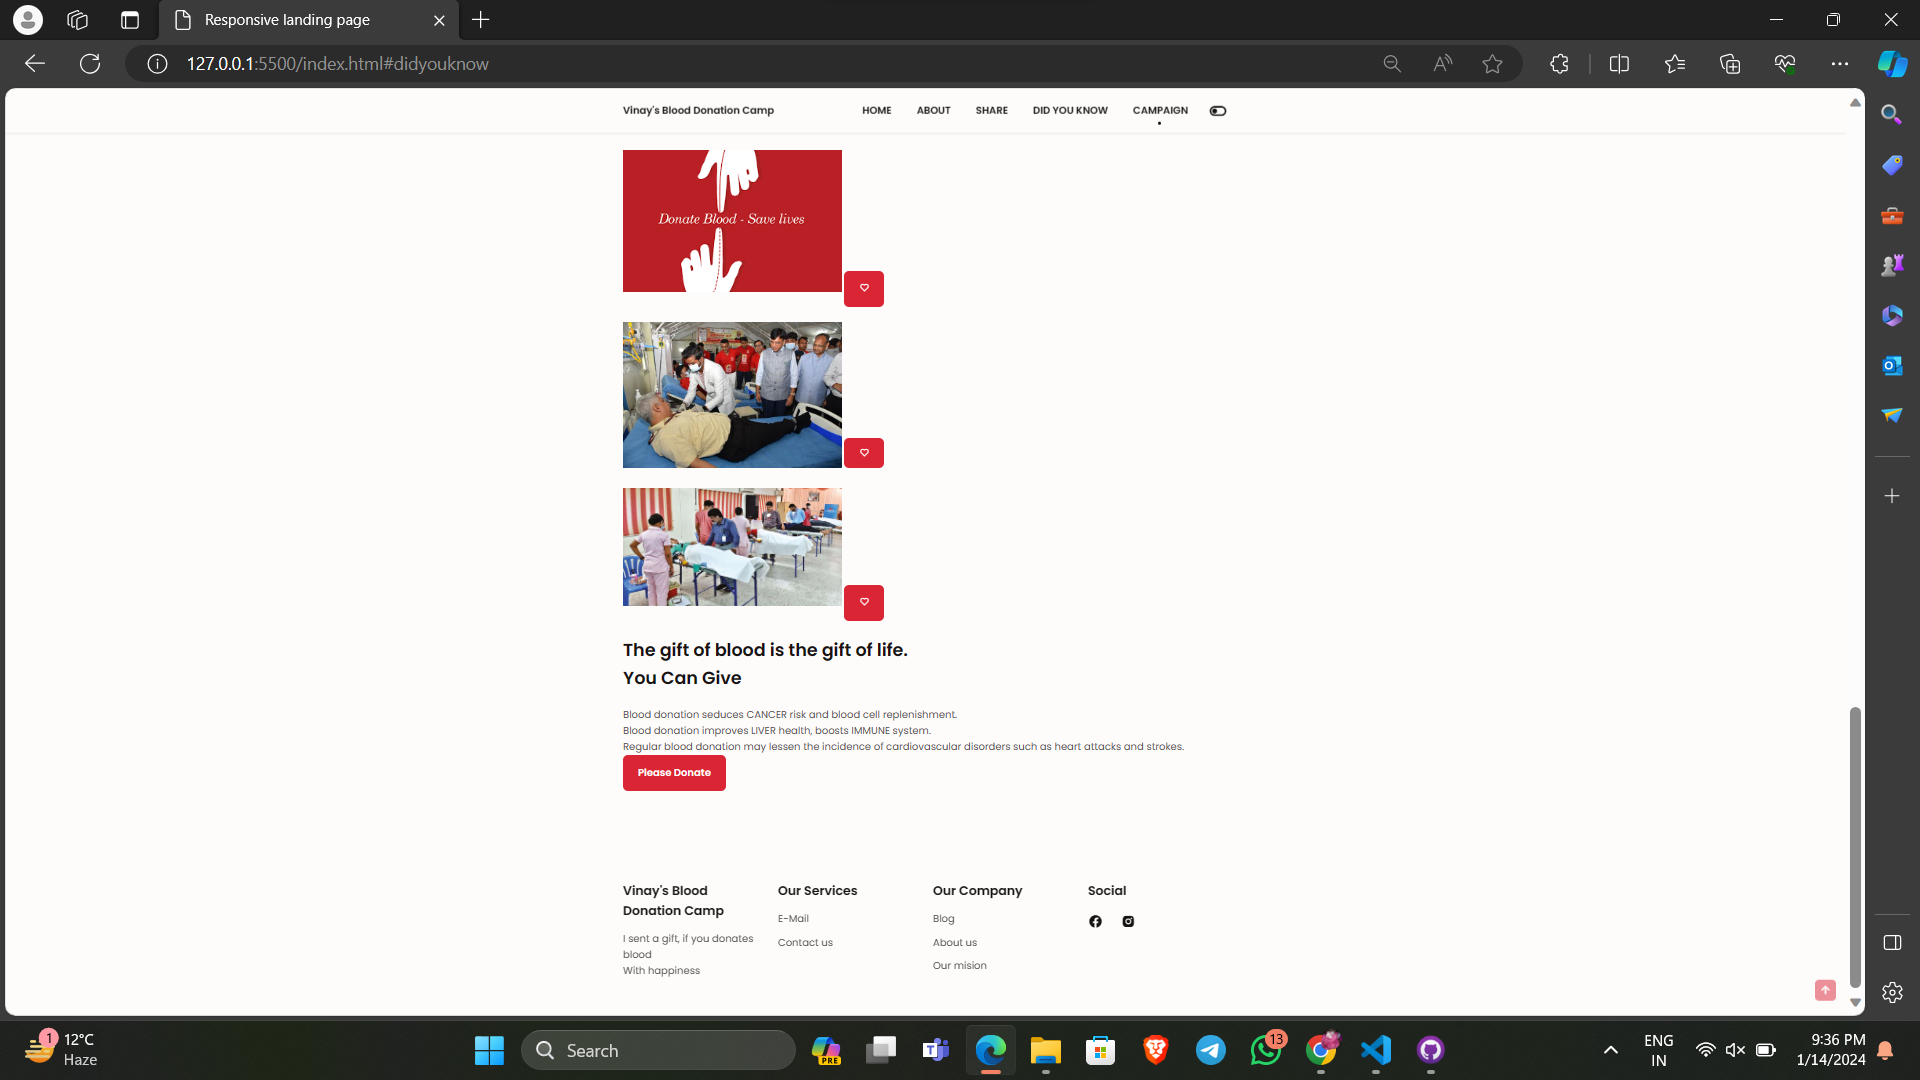 Responsive landing page
127.0.0.1:5500/index.html#didyouknow
Vinay's Blood Donation Camp
HOME
ABOUT
SHARE
DID YOU KNOW
CAMPAIGN
Donate Blood - Save lives
The gift of blood is the gift of life.
You Can Give
Blood donation seduces CANCER risk and blood cell replenishment.
Blood donation improves LIVER health, boosts IMMUNE system.
Regular blood donation may lessen the incidence of cardiovascular disorders such as heart attacks and strokes.
Please Donate
Vinay's Blood
Donation Camp
I sent a gift, if you donates
blood
With happiness
Our Services
E-Mail
Contact us
Our Company
Blog
About us
Our mision
Social
1
12°C
Haze
Search
PRE
13
ENG
IN
9:36 PM
1/14/2024